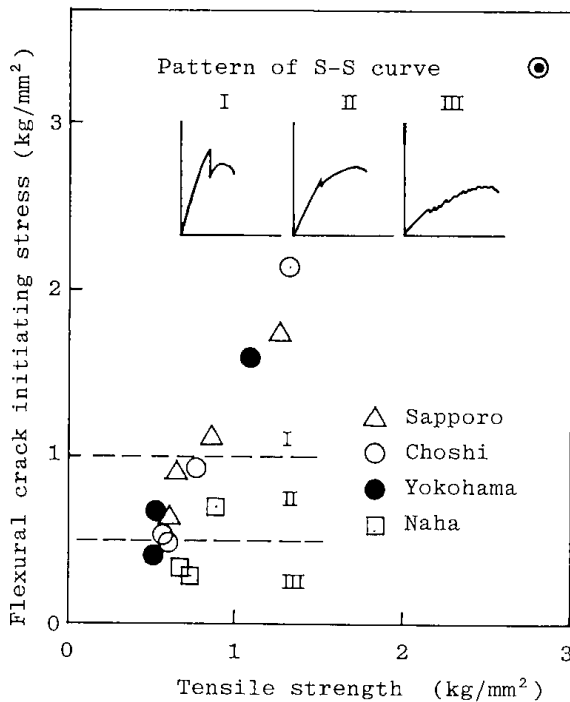 Pattern of S-S curve
I II III
3
2
1
0
I
II
III
Sapporo
Choshi
Yokohama
Naha
0 1 2 3
Tensile strength (kg/mm²)
Flexural crack initiating stress (kg/mm²)